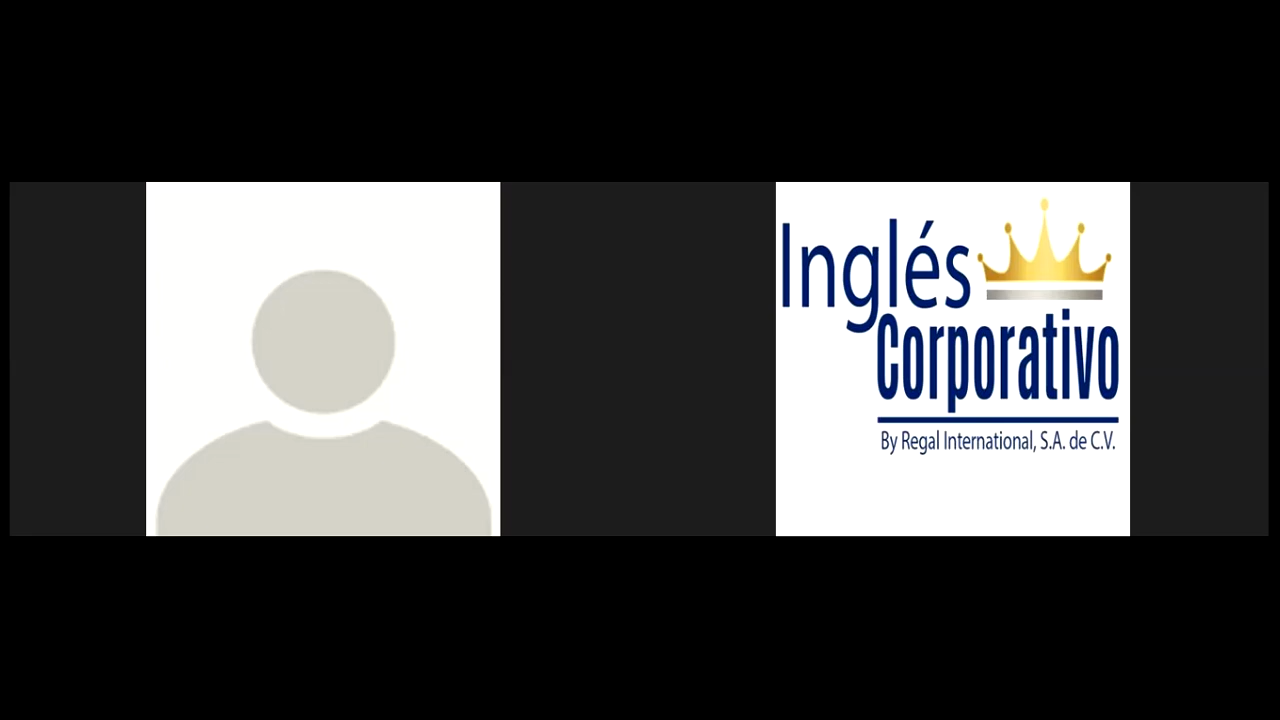 Inglés
Corporativo
By Regal International, S.A. de C.V.